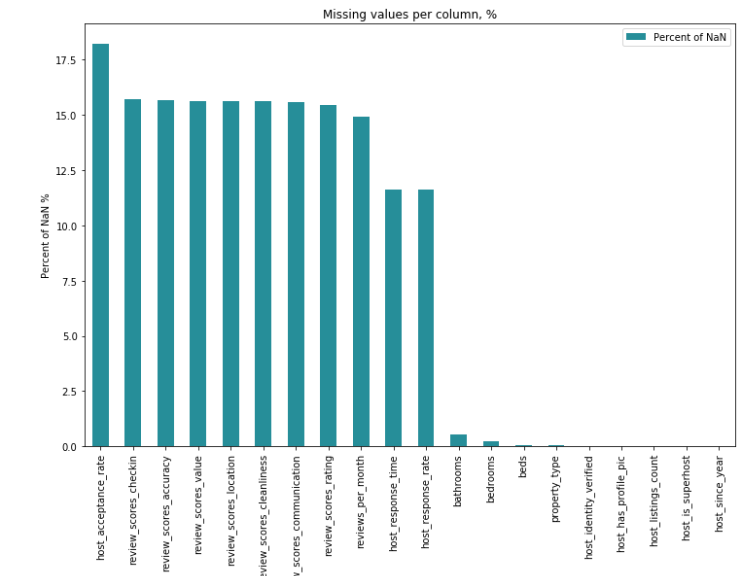 Missing values per column, %
Percent of NaN
17.5
15.0
12.5
10.0
7.5
5.0
2.5
0.0
Percent of NaN %
host_acceptance_rate
review_scores_checkin
review_scores_accuracy
review_scores_value
review_scores_location
eview_scores_cleanliness
w_scores_communication
review_scores_rating
reviews_per_month
host_response_time
host_response_rate
bathrooms
bedrooms
beds
property_type
host_identity_verified
host_has_profile_pic
host_listings_count
host_is_superhost
host_since_year